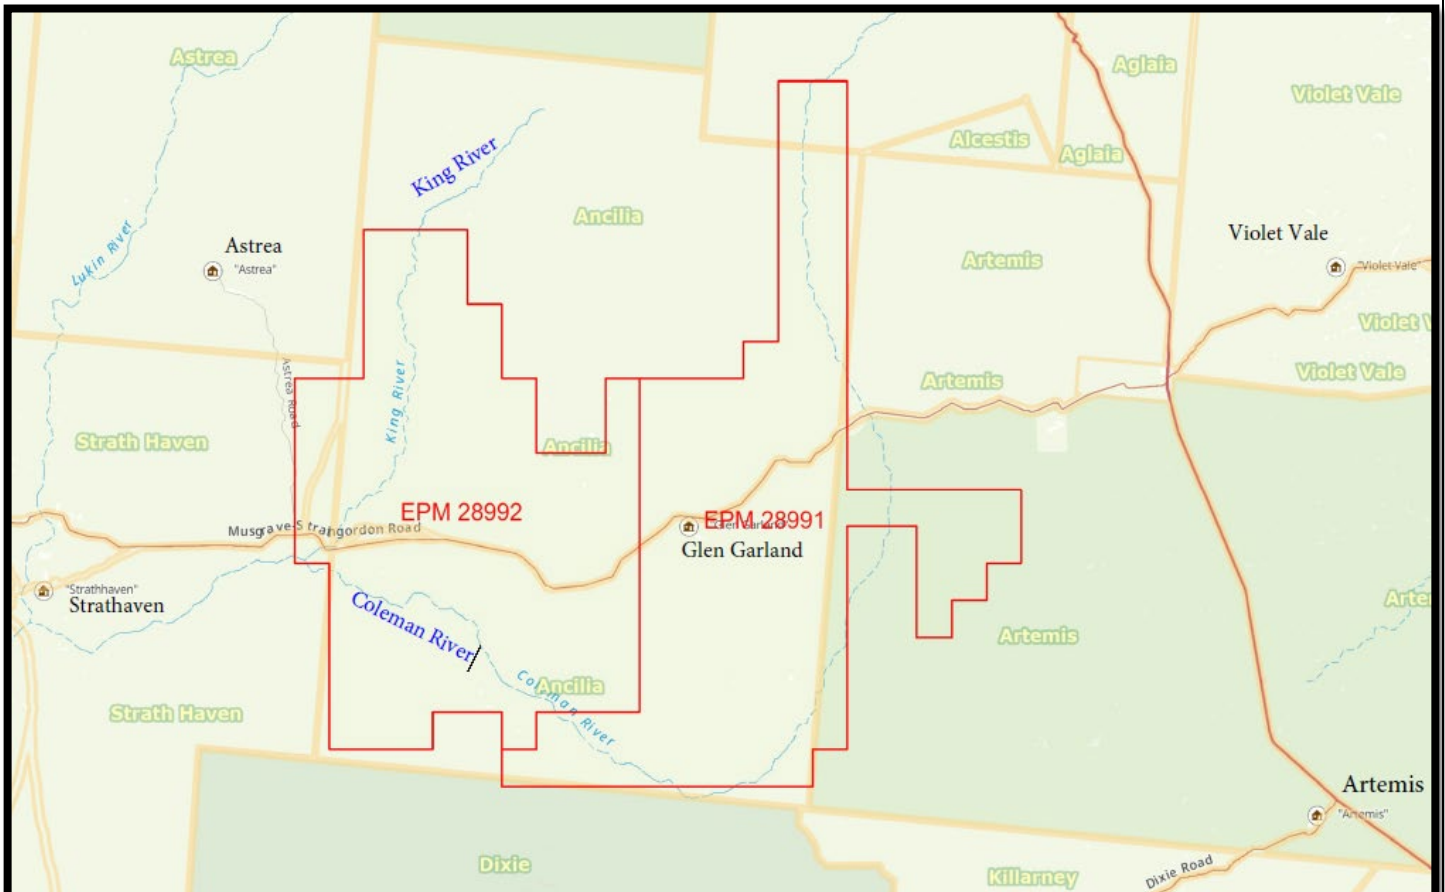 Astrea
Aglaia
Violet Vale
Alcestis
Aglaia
King River
Ancilia
Lukin River
Astrea
"Astrea"
Violet Vale
"Violet Vale"
Artemis
Violet V
Astrea Road
King River
Artemis
Violet Vale
Strath Haven
Ancilia
EPM 28992
EPM 28991
Musgrave-Strangordon Road
Glen Garland
"Strathhaven"
Strathaven
Coleman River
Arte
Artemis
Coleman River
Ancilia
Strath Haven
Artemis
"Artemis"
Dixie
Killarney
Dixie Road